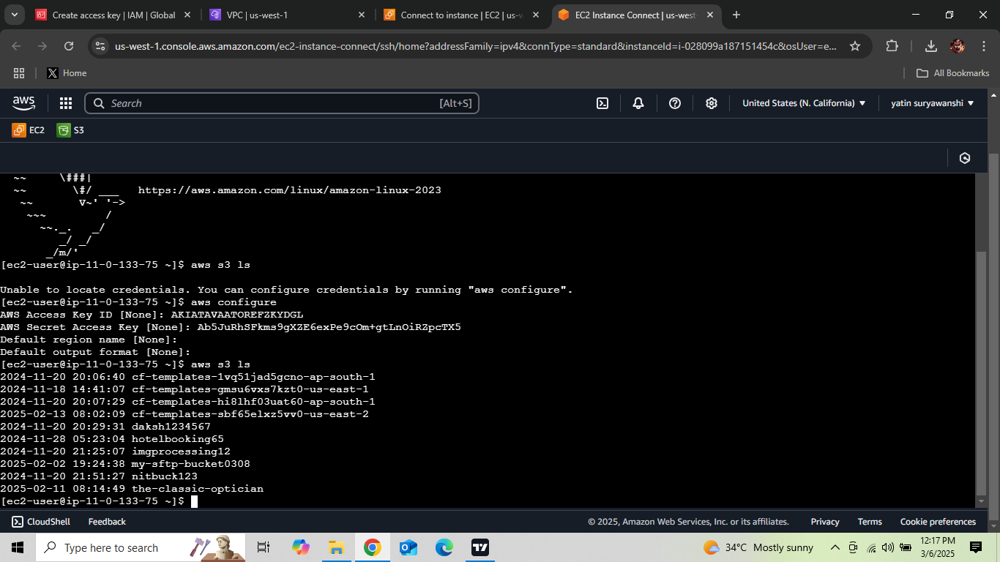 Create access key | IAM | Global
VPC | us-west-1
Connect to instance | EC2 | us-w
EC2 Instance Connect | us-west
us-west-1.console.aws.amazon.com/ec2-instance-connect/ssh/home?addressFamily=ipv4&connType=standard&instanceId=i-028099a187151454c&osUser=e...
Home
All Bookmarks
aws
Search
[Alt+S]
United States (N. California)
yatin suryawanshi
EC2
S3
~~ \###|
~~ \#/ ___ https://aws.amazon.com/linux/amazon-linux-2023
~~ V~' '->
~~~ /
~~._. _/
_/ _/
_/m/'
[ec2-user@ip-11-0-133-75 ~]$ aws s3 ls
Unable to locate credentials. You can configure credentials by running "aws configure".
[ec2-user@ip-11-0-133-75 ~]$ aws configure
AWS Access Key ID [None]: AKIATAVAATOREFZKYDGL
AWS Secret Access Key [None]: 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
Default region name [None]:
Default output format [None]:
[ec2-user@ip-11-0-133-75 ~]$ aws s3 ls
2024-11-20 20:06:40 cf-templates-1vq51jad5gcno-ap-south-1
2024-11-18 14:41:07 cf-templates-gmsu6vxs7kzt0-us-east-1
2024-11-20 20:07:29 cf-templates-hi8lhf03uat60-ap-south-1
2025-02-13 08:02:09 cf-templates-sbf65elxz5vv0-us-east-2
2024-11-20 20:29:31 daksh1234567
2024-11-28 05:23:04 hotelbooking65
2024-11-20 21:25:07 imgprocessing12
2025-02-02 19:24:38 my-sftp-bucket0308
2024-11-20 21:51:27 nitbuck123
2025-02-11 08:14:49 the-classic-optician
[ec2-user@ip-11-0-133-75 ~]$
CloudShell
Feedback
© 2025, Amazon Web Services, Inc. or its affiliates.
Privacy
Terms
Cookie preferences
Type here to search
34°C Mostly sunny
12:17 PM
3/6/2025